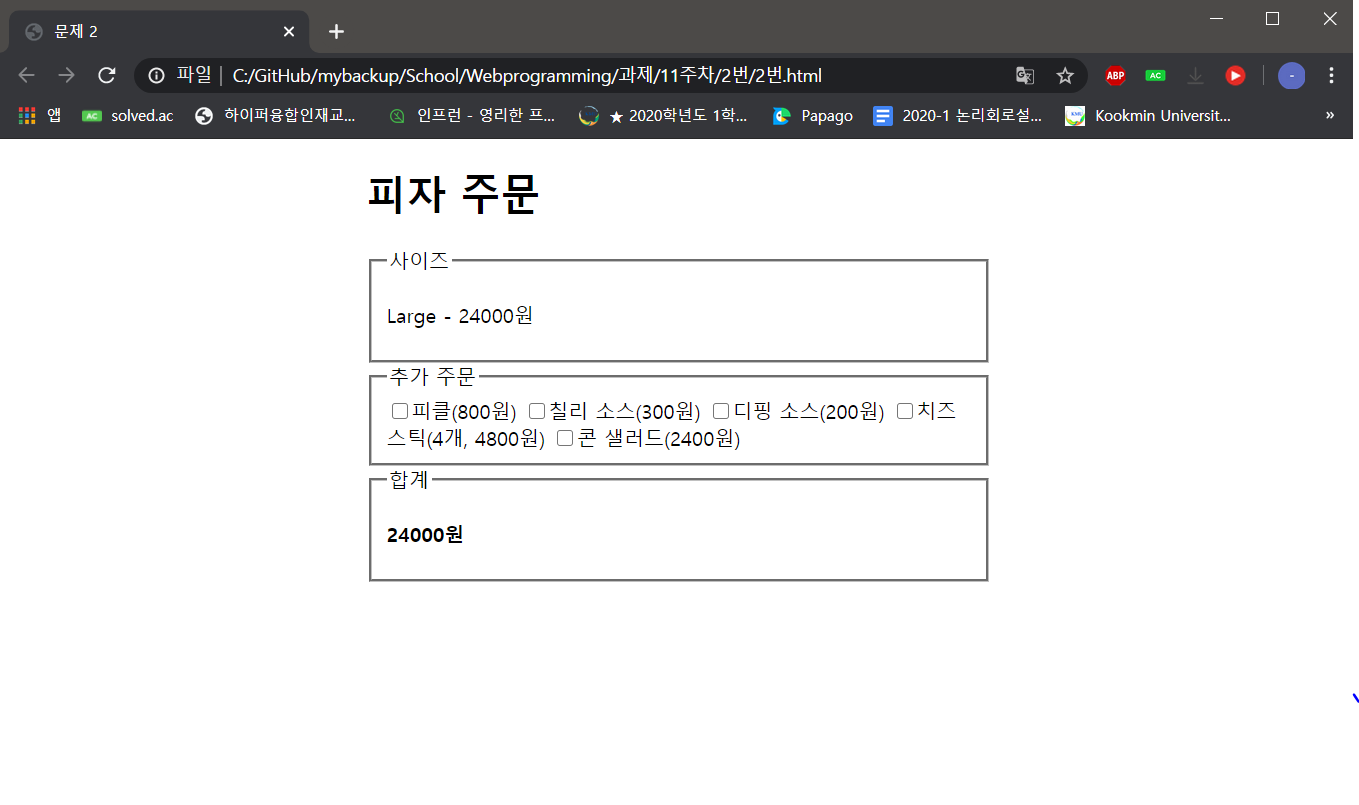 문제 2
파일 | C:/GitHub/mybackup/School/Webprogramming/과제/11주차/2번/2번.html
ABP
AC
-
앱
AC solved.ac
하이퍼융합인재교...
인프런 - 영리한 프...
★ 2020학년도 1학...
Papago
2020-1 논리회로설...
Kookmin Universit...
»
피자 주문
사이즈
Large - 24000원
추가 주문
피클(800원) 칠리 소스(300원) 디핑 소스(200원) 치즈
스틱(4개, 4800원) 콘 샐러드(2400원)
합계
24000원